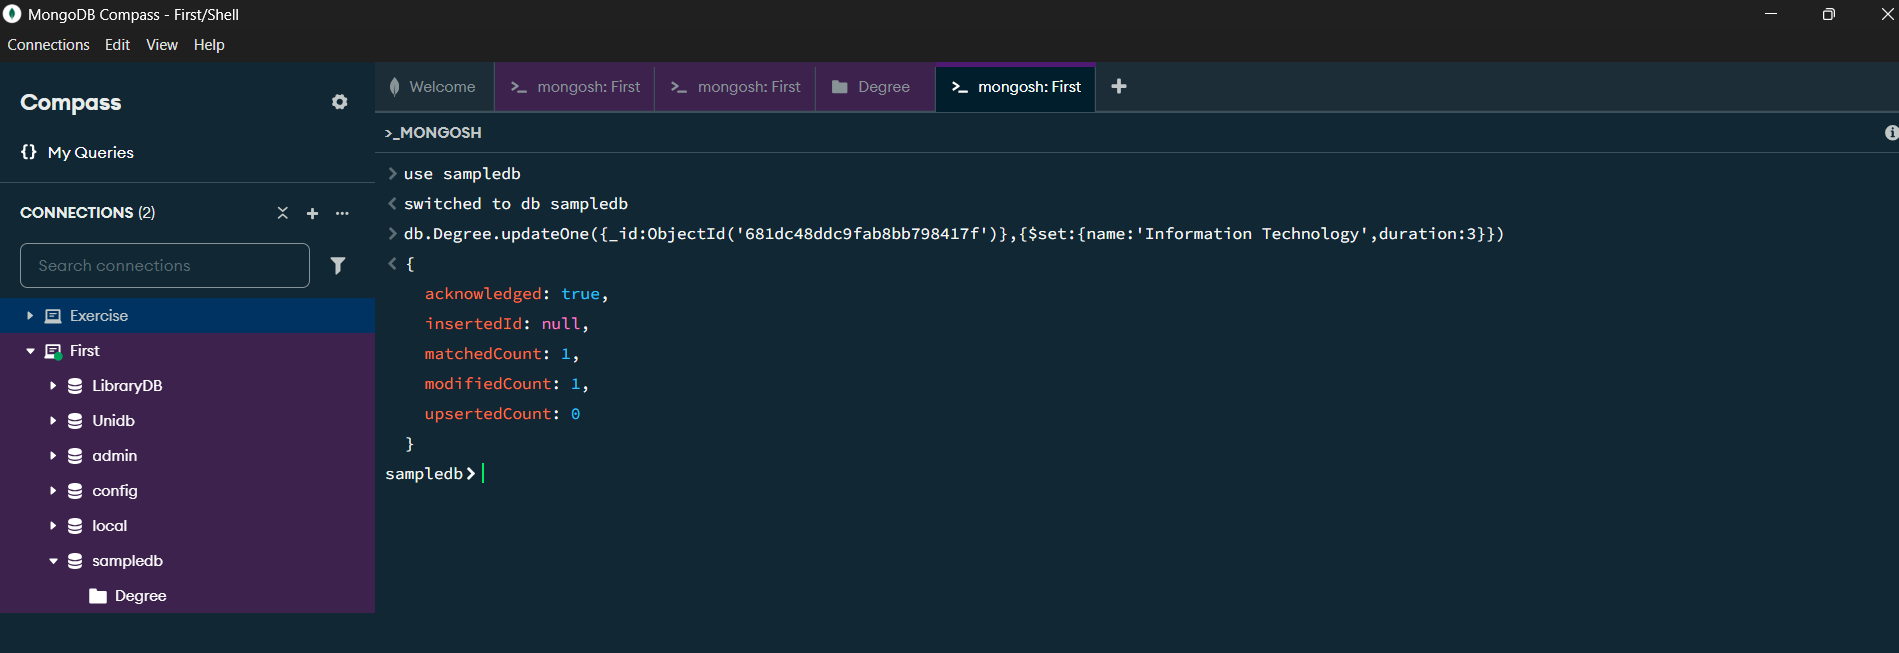 MongoDB Compass - First/Shell
Connections Edit View Help
Compass
{} My Queries
CONNECTIONS (2)
Search connections
Exercise
First
LibraryDB
Unidb
admin
config
local
sampledb
Degree
Welcome
mongosh: First
mongosh: First
Degree
mongosh: First
>_MONGOSH
> use sampledb
< switched to db sampledb
> db.Degree.updateOne({_id:ObjectId('681dc48ddc9fab8bb798417f')},{$set:{name:'Information Technology',duration:3}})
< {
acknowledged: true,
insertedId: null,
matchedCount: 1,
modifiedCount: 1,
upsertedCount: 0
}
sampledb>